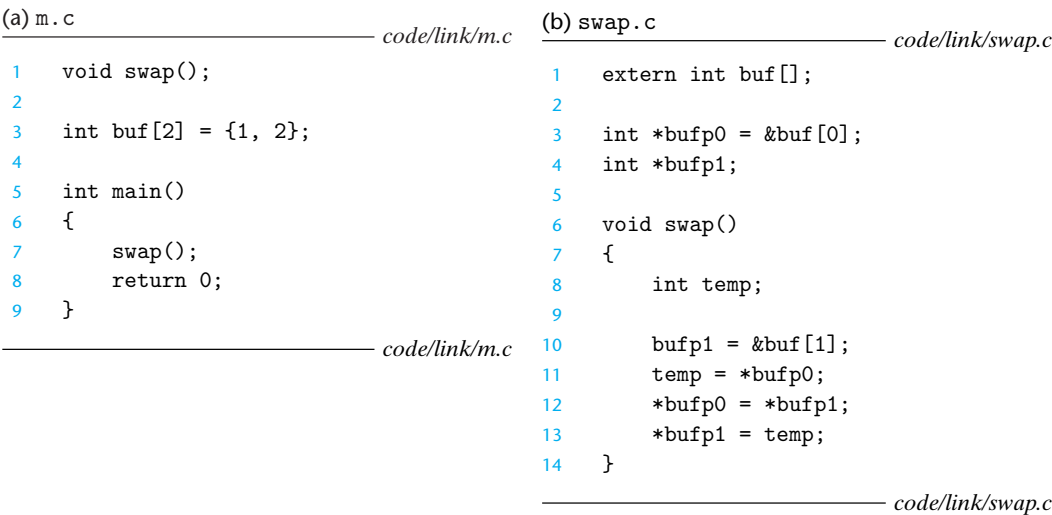 (a) m.c
code/link/m.c
1 void swap();
2
3 int buf[2] = {1, 2};
4
5 int main()
6 {
7 swap();
8 return 0;
9 }
code/link/m.c
(b) swap.c
code/link/swap.c
1 extern int buf[];
2
3 int *bufp0 = &buf[0];
4 int *bufp1;
5
6 void swap()
7 {
8 int temp;
9
10 bufp1 = &buf[1];
11 temp = *bufp0;
12 *bufp0 = *bufp1;
13 *bufp1 = temp;
14 }
code/link/swap.c